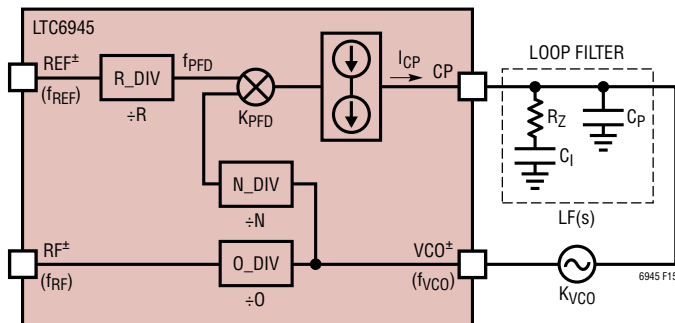 LTC6945
REF±
(fREF)
R_DIV
÷R
fPFD
KPFD
ICP
CP
LOOP FILTER
RZ
CI
CP
LF(s)
N_DIV
÷N
RF±
(fRF)
O_DIV
÷O
VCO±
(fVCO)
KVCO
6945 F15